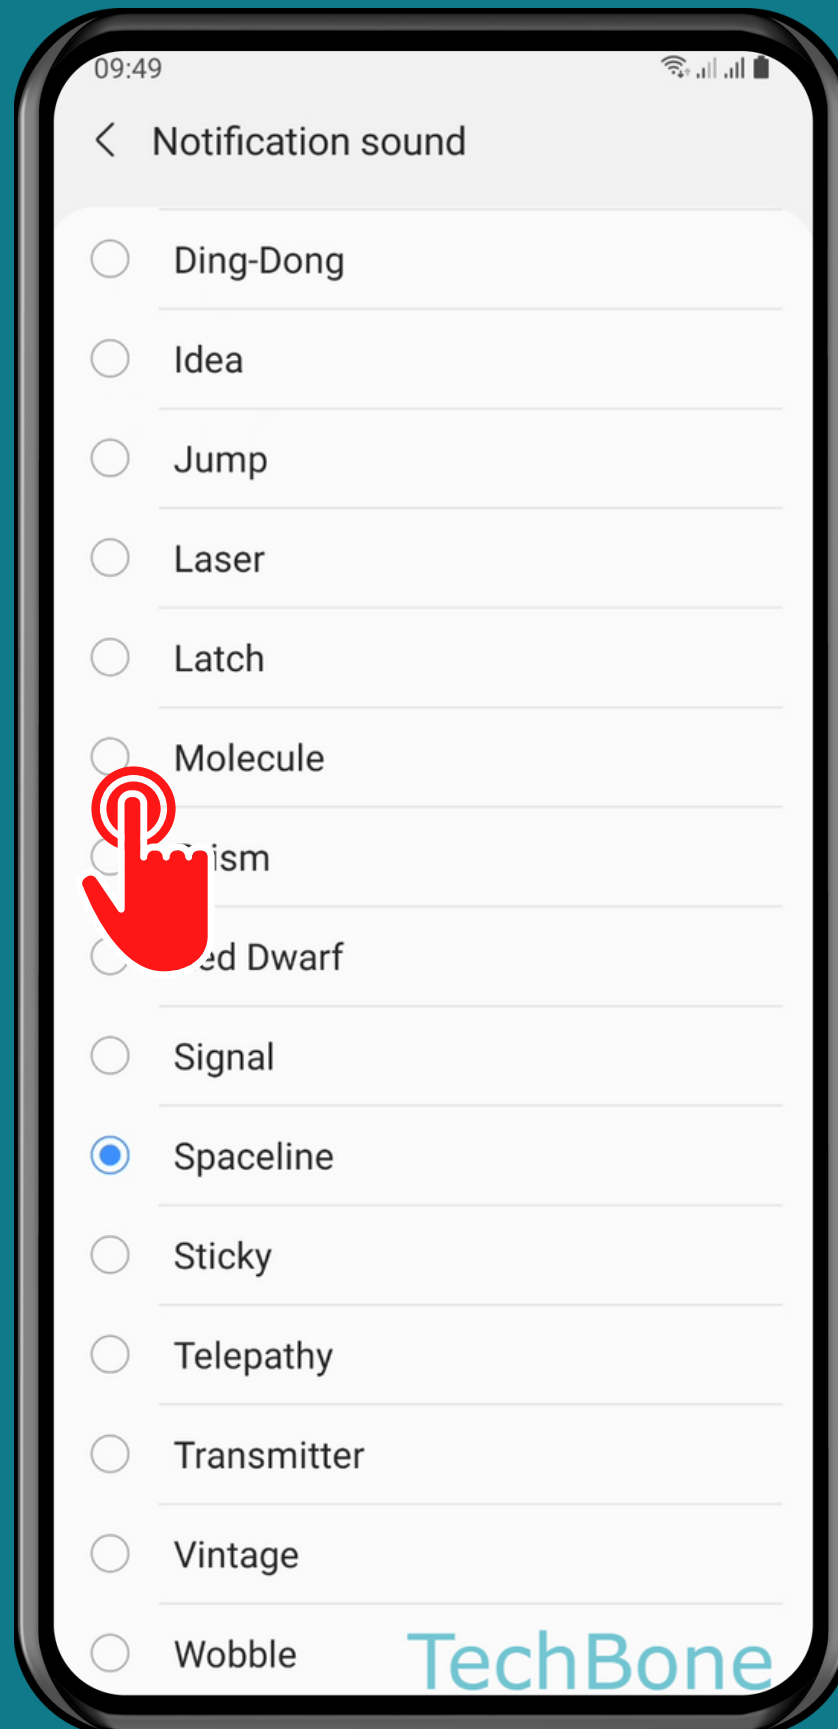 09:49
Notification sound
Ding-Dong
Idea
Jump
Laser
Latch
Molecule
Dwarf
Signal
Spaceline
Sticky
Telepathy
Transmitter
Vintage
Wobble
TechBone